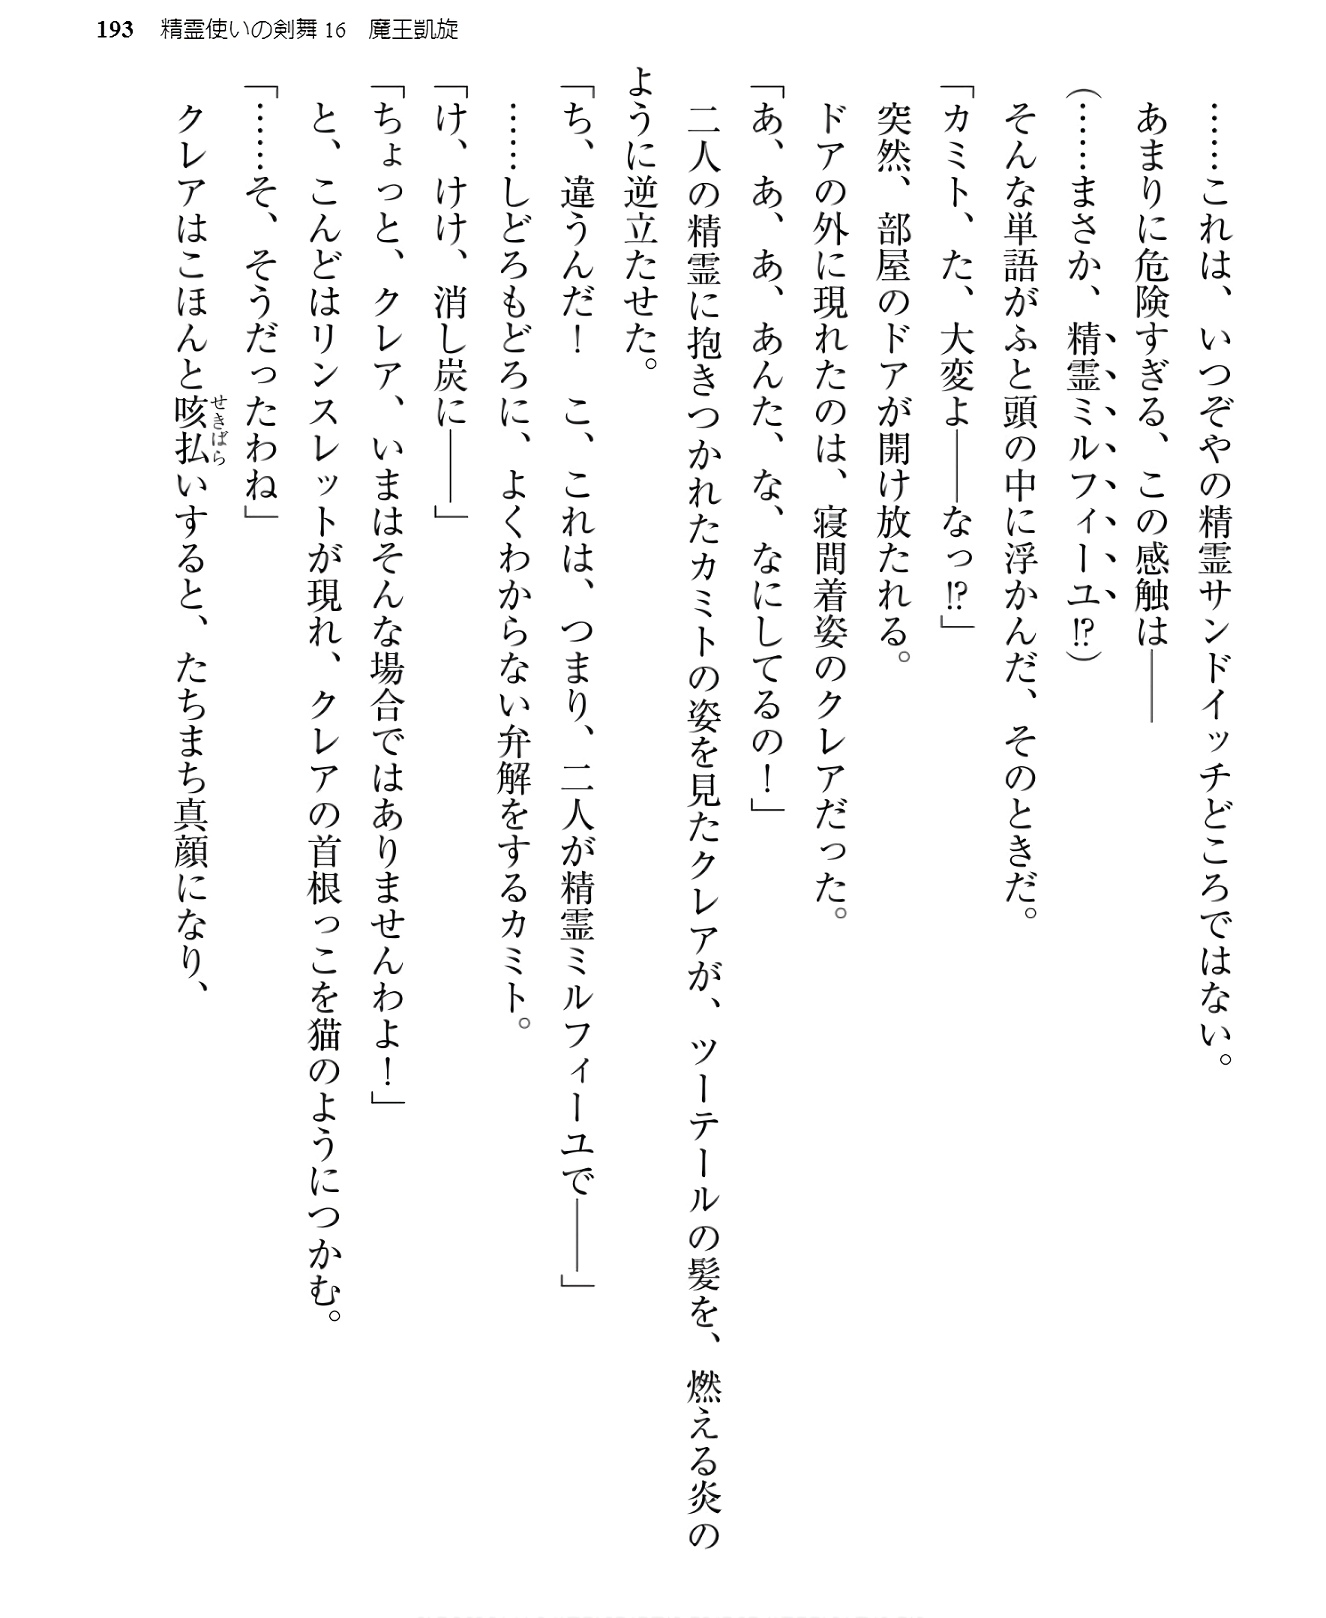 193 精霊使いの剣舞16 魔王凱旋
……これは、いつぞやの精霊サンドイッチどころではない。
あまりに危険すぎる、この感触は――
（……まさか、精霊ミルフィーユ!?）
そんな単語がふと頭の中に浮かんだ、そのときだ。
「カミト、た、大変よ――なっ!?」
突然、部屋のドアが開け放たれる。
ドアの外に現れたのは、寝間着姿のクレアだった。
「あ、あ、あ、あんた、な、なにしてるの！」
二人の精霊に抱きつかれたカミトの姿を見たクレアが、ツーテールの髪を、燃える炎の
ように逆立たせた。
「ち、違うんだ！　こ、これは、つまり、二人が精霊ミルフィーユで――」
……しどろもどろに、よくわからない弁解をするカミト。
「け、けけ、消し炭に――」
「ちょっと、クレア、いまはそんな場合ではありませんわよ！」
と、こんどはリンスレットが現れ、クレアの首根っこを猫のようにつかむ。
「……そ、そうだったわね」
クレアはこほんと咳払いすると、たちまち真顔になり、
せきばら